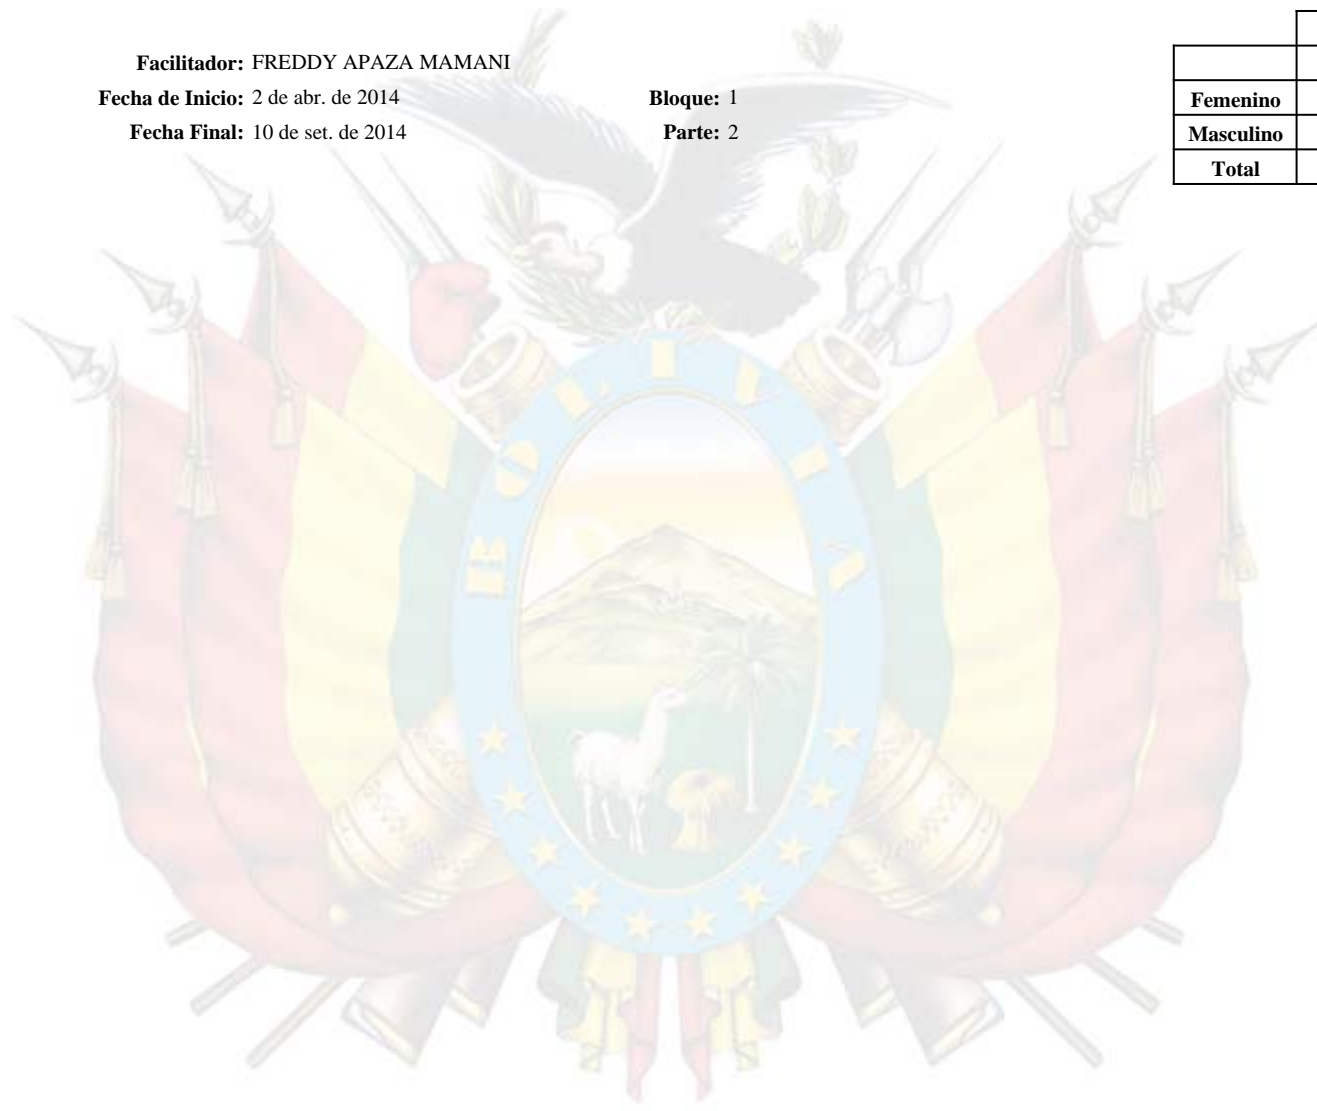 Facilitador: FREDDY APAZA MAMANI
Fecha de Inicio: 2 de abr. de 2014 Bloque: 1
Fecha Final: 10 de set. de 2014 Parte: 2
Femenino
Masculino
Total
BOLIVIA